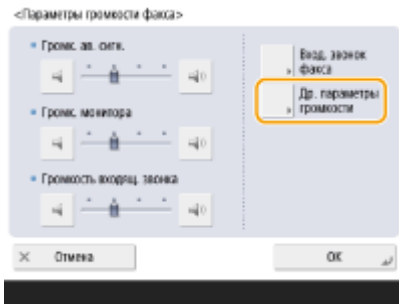 <Параметры громкости факса>
Громк. ав. сигн.
Громк. монитора
Громкость входящ. звонка
Вход. звонок
факса
Др. параметры
громкости
Отмена
OK